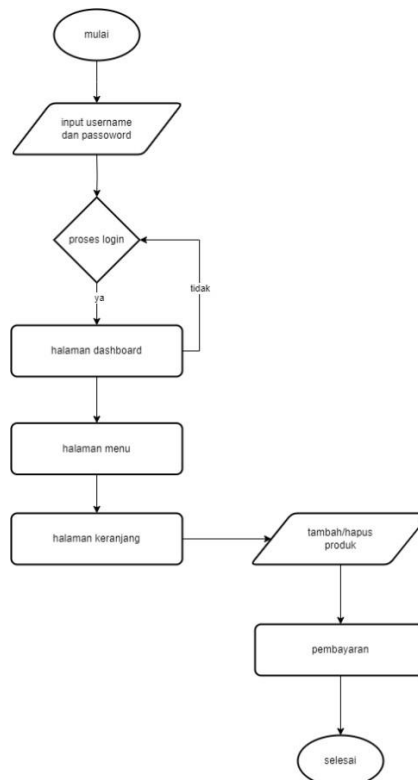 mulai
input username
dan passoword
proses login
tidak
ya
halaman dashboard
halaman menu
halaman keranjang
tambah/hapus
produk
pembayaran
selesai